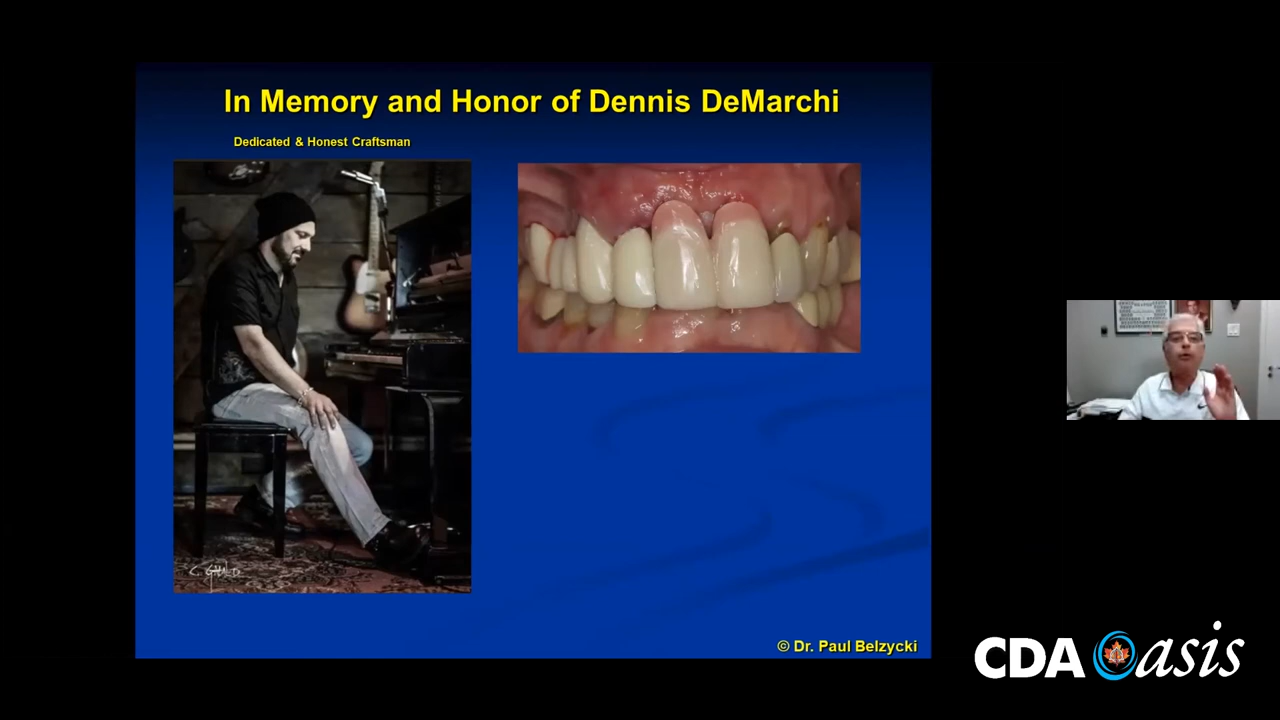 In Memory and Honor of Dennis DeMarchi
Dedicated & Honest Craftsman
© Dr. Paul Belzycki
CDA Oasis